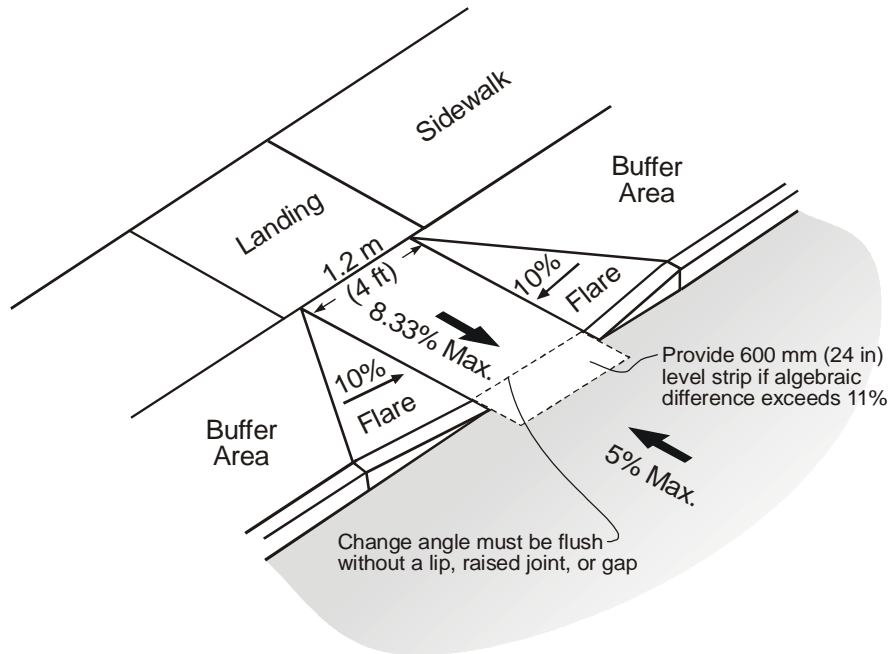 Sidewalk
Buffer
Area
Landing
1.2 m
(4 ft)
10%
Flare
8.33% Max.
Provide 600 mm (24 in)
level strip if algebraic
difference exceeds 11%
10%
Flare
Buffer
Area
5% Max.
Change angle must be flush
without a lip, raised joint, or gap